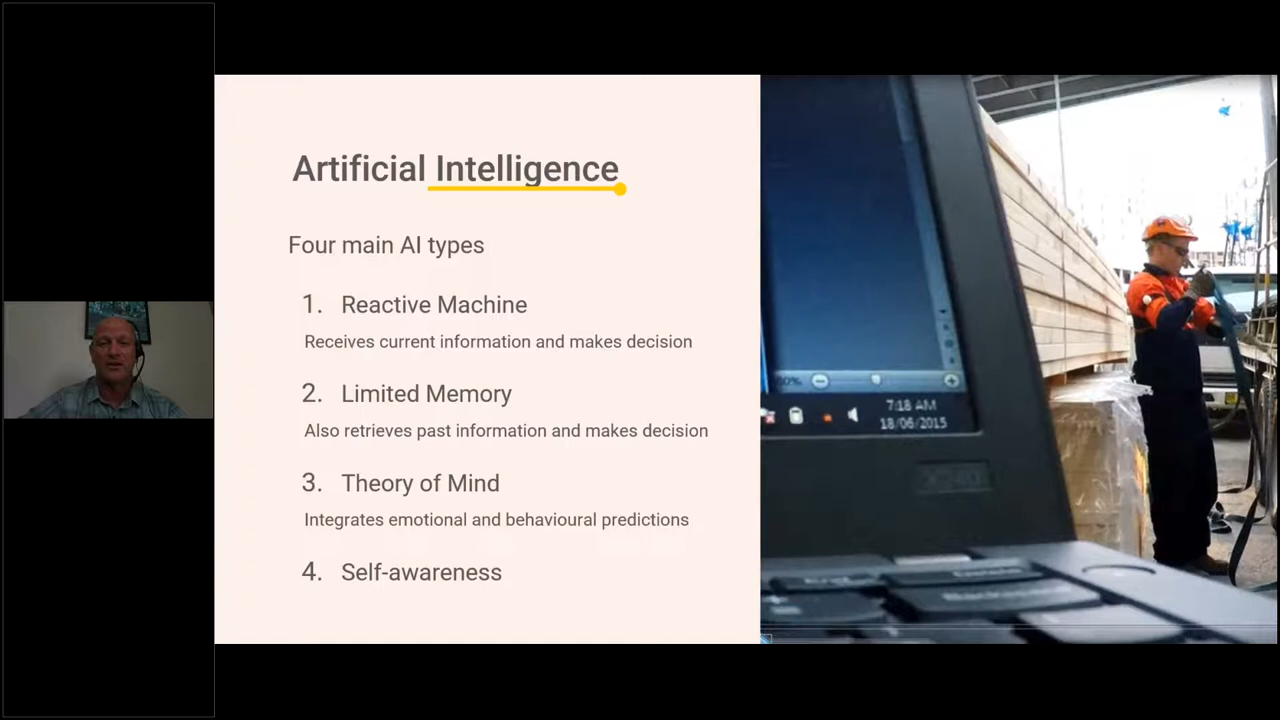 Artificial Intelligence
Four main AI types
1. Reactive Machine
Receives current information and makes decision
2. Limited Memory
Also retrieves past information and makes decision
3. Theory of Mind
Integrates emotional and behavioural predictions
4. Self-awareness
7:18 AM
18/06/2015